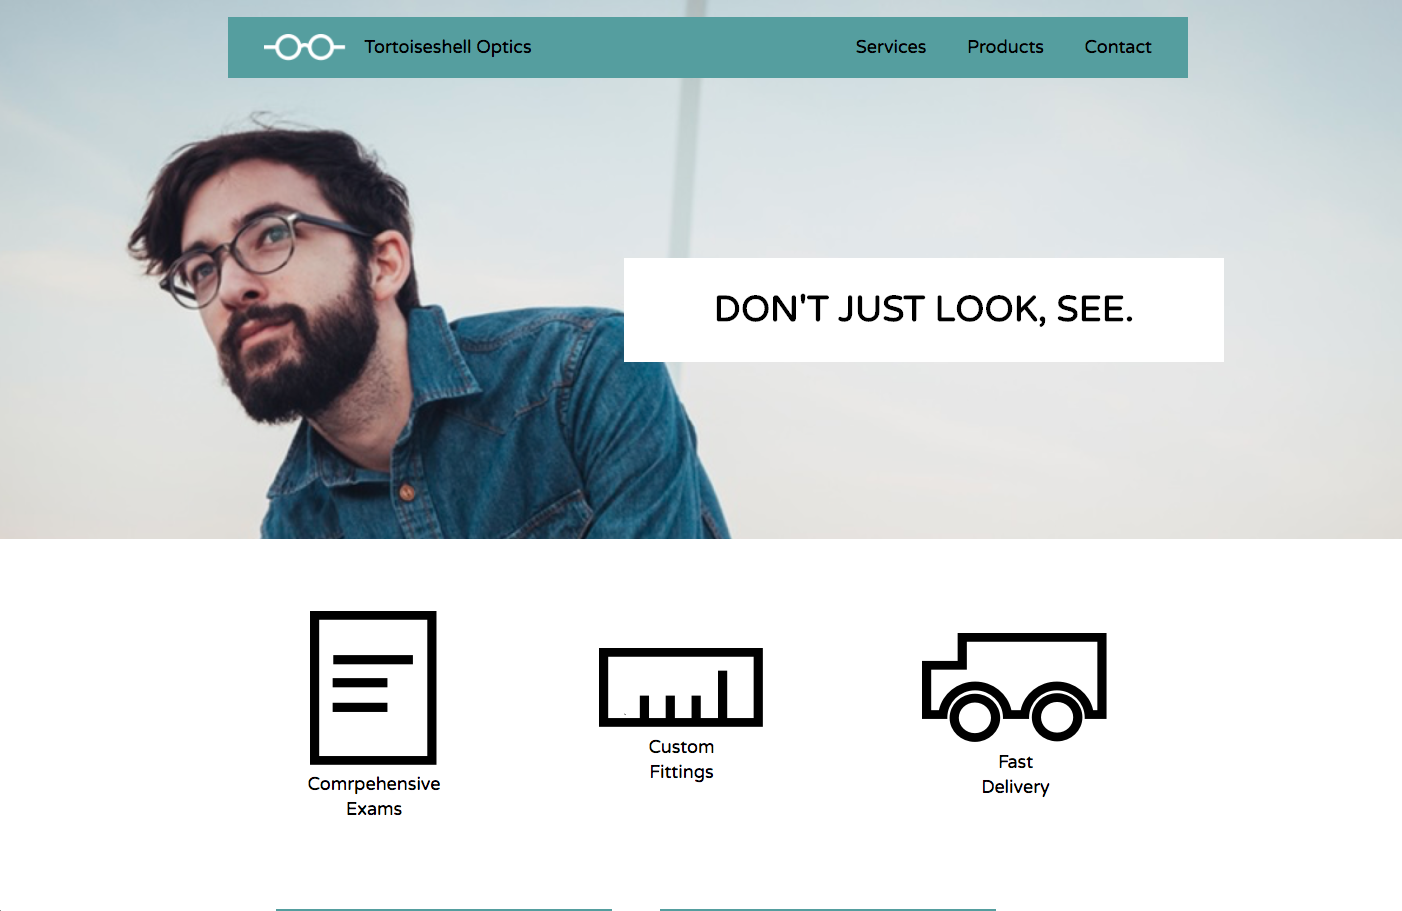 Tortoiseshell Optics
Services
Products
Contact
DON'T JUST LOOK, SEE.
Comrpehensive
Exams
Custom
Fittings
Fast
Delivery